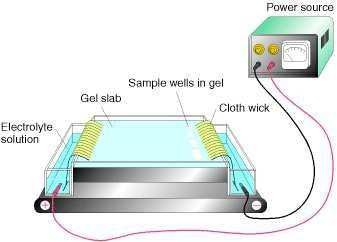 Power source
Sample wells in gel
Gel slab
Cloth wick
Electrolyte
solution
+
−